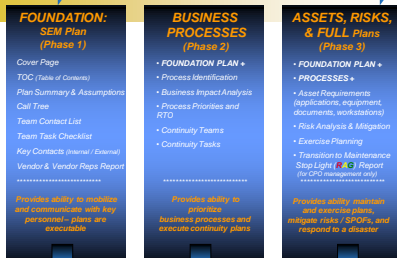 FOUNDATION:
SEM Plan
(Phase 1)
Cover Page
TOC (Table of Contents)
Plan Summary & Assumptions
Call Tree
Team Contact List
Team Task Checklist
Key Contacts (Internal / External)
Vendor & Vendor Reps Report
***************************
Provides ability to mobilize
and communicate with key
personnel – plans are
executable
BUSINESS
PROCESSES
(Phase 2)
• FOUNDATION PLAN +
• Process Identification
• Business Impact Analysis
• Process Priorities and
RTO
• Continuity Teams
• Continuity Tasks
***************************
Provides ability to
prioritize
business processes and
execute continuity plans
ASSETS, RISKS,
& FULL Plans
(Phase 3)
• FOUNDATION PLAN +
• PROCESSES +
• Asset Requirements
(applications, equipment,
documents, workstations)
• Risk Analysis & Mitigation
• Exercise Planning
• Transition to Maintenance
Stop Light (RAG) Report
(for CPO management only)
***************************
Provides ability maintain
and exercise plans,
mitigate risks / SPOFs, and
respond to a disaster